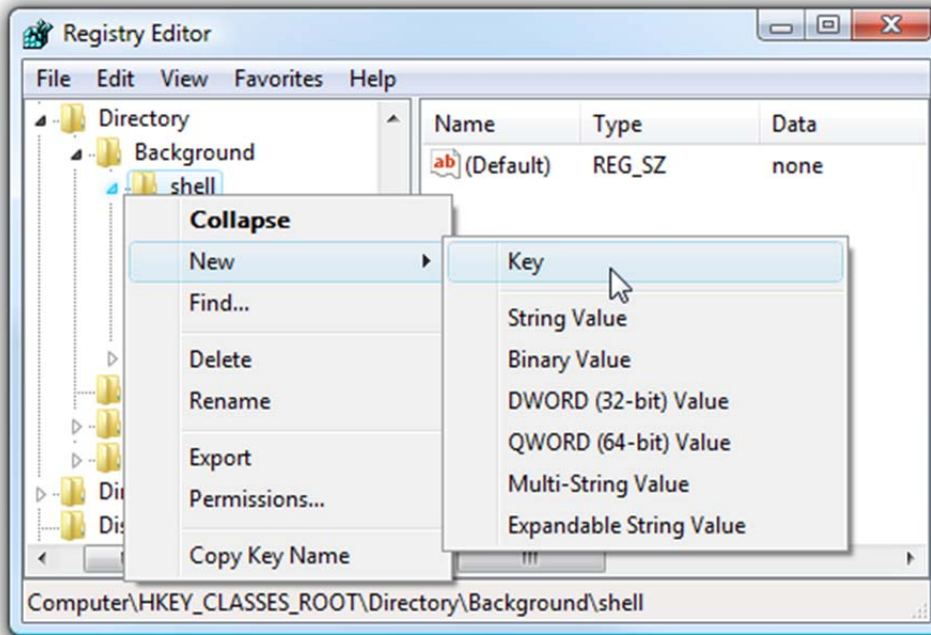 Registry Editor
File Edit View Favorites Help
Directory
Background
shell
Name Type Data
ab (Default) REG_SZ none
Collapse
New
Find...
Delete
Rename
Export
Permissions...
Copy Key Name
Key
String Value
Binary Value
DWORD (32-bit) Value
QWORD (64-bit) Value
Multi-String Value
Expandable String Value
Computer\HKEY_CLASSES_ROOT\Directory\Background\shell